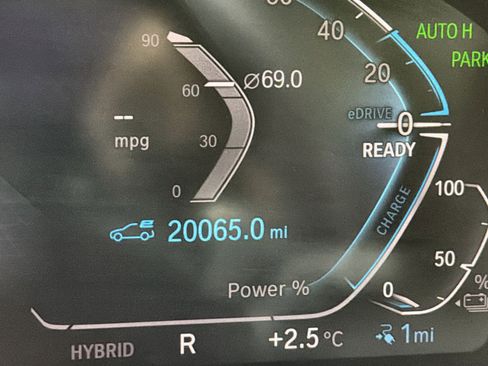 60
40
20
AUTO H
PARK
90
60
30
0
Ø69.0
--
mpg
eDRIVE
0
READY
CHARGE
20065.0 mi
100
50
0
%
Power %
HYBRID
R
+2.5 °C
1mi